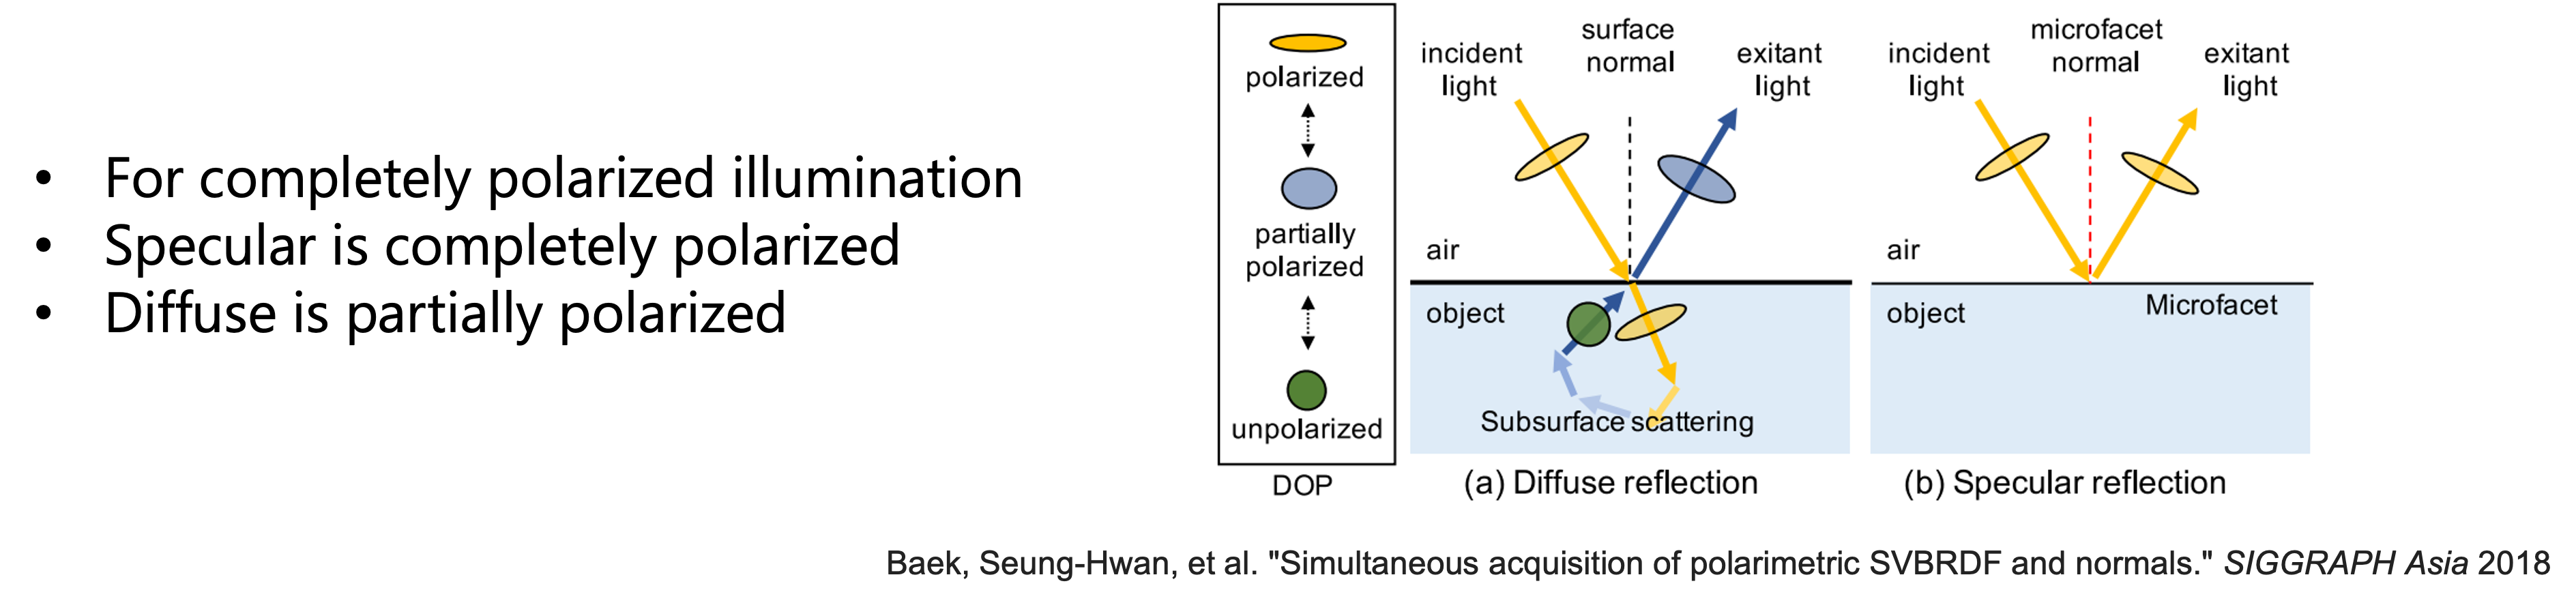 • For completely polarized illumination
• Specular is completely polarized
• Diffuse is partially polarized
polarized
partially
polarized
unpolarized
DOP
incident
light
surface
normal
exitant
light
air
object
Subsurface scattering
(a) Diffuse reflection
incident
light
microfacet
normal
exitant
light
air
object
Microfacet
(b) Specular reflection
Baek, Seung-Hwan, et al. "Simultaneous acquisition of polarimetric SVBRDF and normals." SIGGRAPH Asia 2018